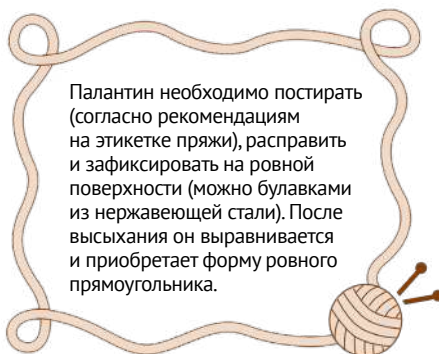 Палантин необходимо постирать
(согласно рекомендациям
на этикетке пряжи), расправить
и зафиксировать на ровной
поверхности (можно булавками
из нержавеющей стали). После
высыхания он выравнивается
и приобретает форму ровного
прямоугольника.